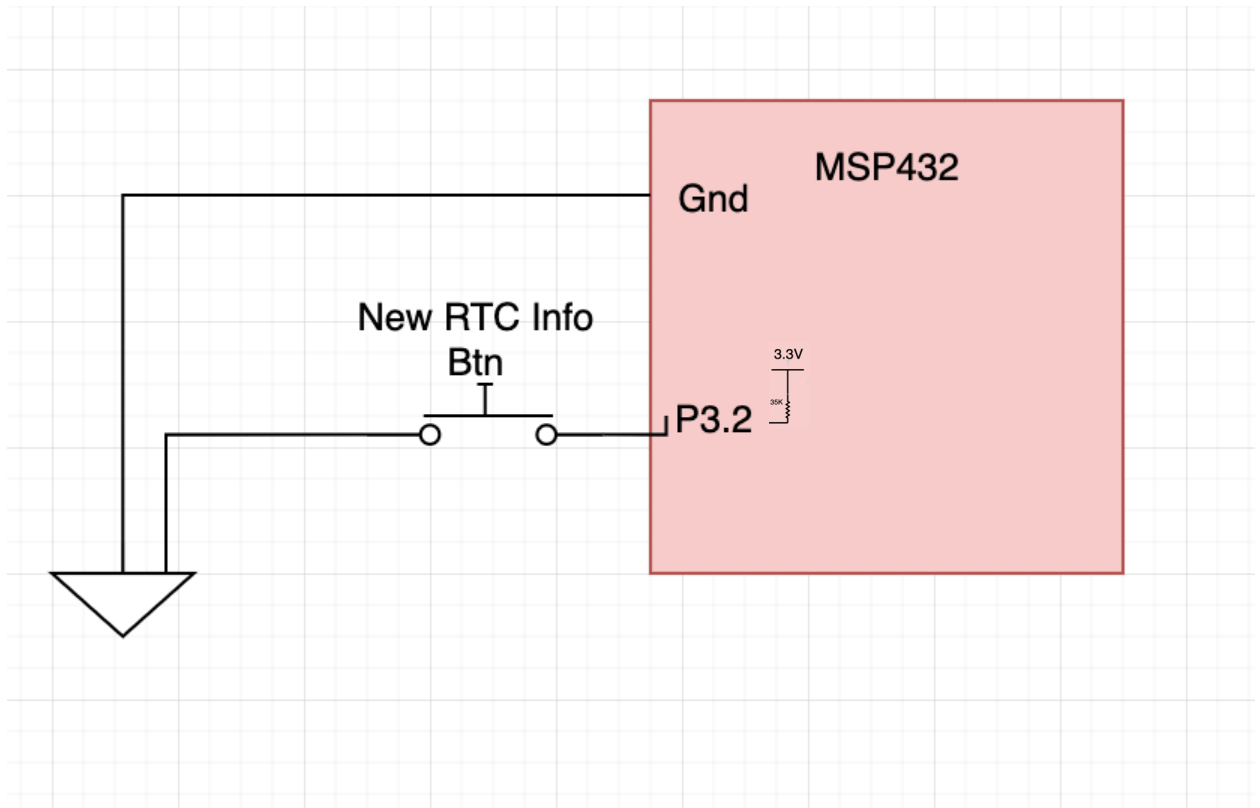 MSP432
Gnd
New RTC Info
Btn
3.3V
35K
P3.2